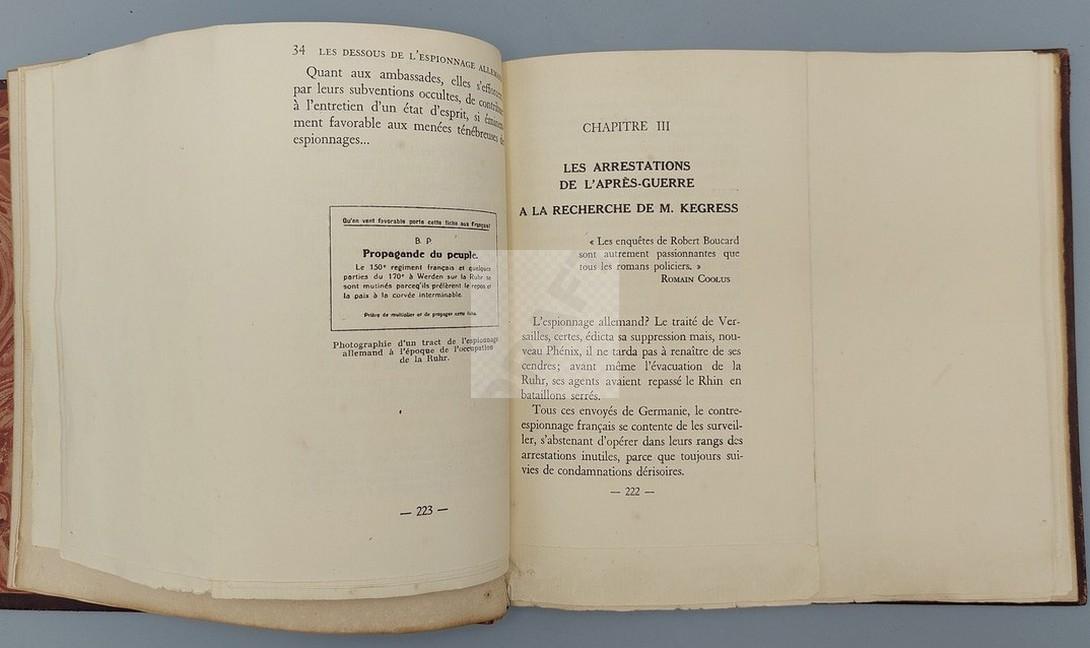 34 LES DESSOUS DE L'ESPIONNAGE
Quant aux ambassades, elles s'efforcent
par leurs subventions occultes, de
à l'entretien d'un état d'esprit, si
ment favorable aux menées ténébreuses
espionnages...
Qu'en vent favorable porte cette fiche aux Français!
B. P.
Propagande du peuple.
Le 150e regiment français et quelques
parties du 170e à Werden sur la Ruhr se
sont mutinés parceq'ils préfèrent le repos et
la paix à la corvée interminable.
Prière de multiplier et de propager cette fiche.
Photographie d'un tract de l'espionnage
allemand à l'époque de l'occupation
de la Ruhr.
— 223 —
CHAPITRE III
LES ARRESTATIONS
DE L'APRÈS-GUERRE
A LA RECHERCHE DE M. KEGRESS
« Les enquêtes de Robert Boucard
sont autrement passionnantes que
tous les romans policiers. »
ROMAIN COOLUS
L'espionnage allemand? Le traité de Ver-
sailles, certes, édicta sa suppression mais, nou-
veau Phénix, il ne tarda pas à renaître de ses
cendres; avant même l'évacuation de la
Ruhr, ses agents avaient repassé le Rhin en
bataillons serrés.
Tous ces envoyés de Germanie, le contre-
espionnage français se contente de les surveil-
ler, s'abstenant d'opérer dans leurs rangs des
arrestations inutiles, parce que toujours sui-
vies de condamnations dérisoires.
— 222 —